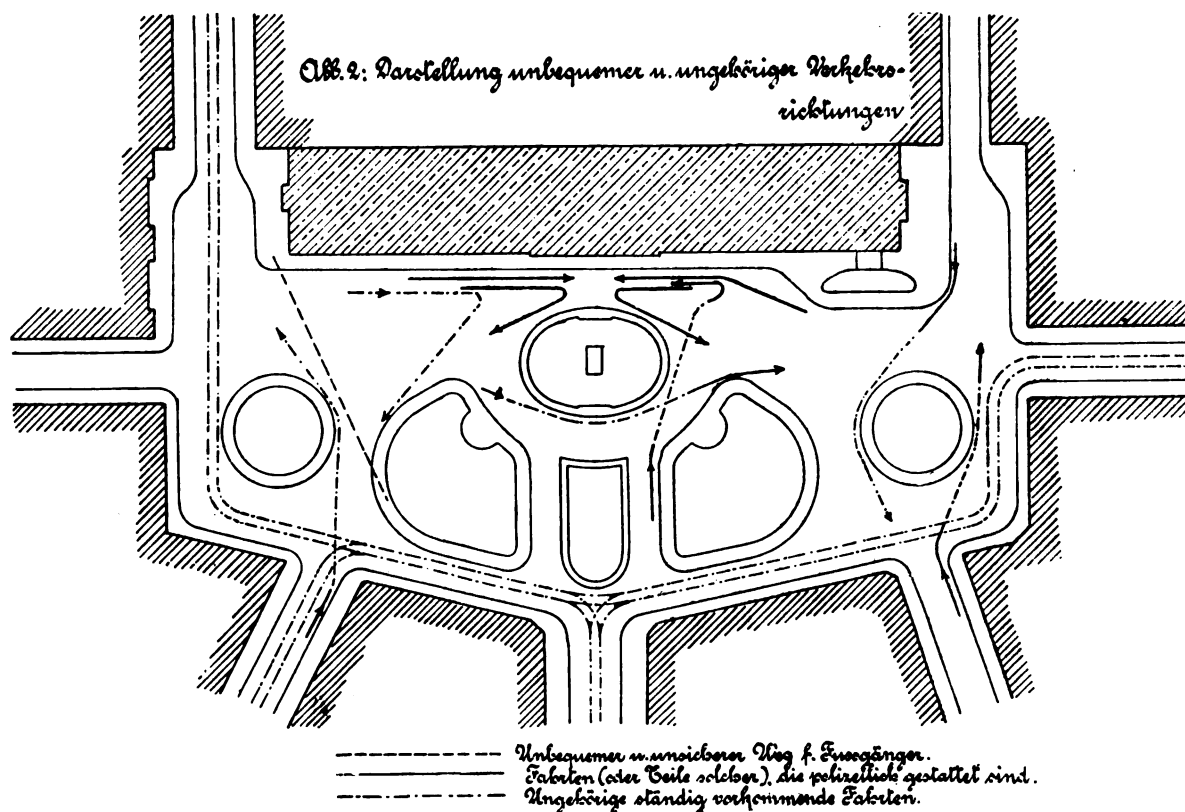 Abb. 2: Darstellung unbequemer u. ungehöriger Verkehrs-
richtungen
Unbequemer u. unsicherer Weg f. Fussgänger.
Fahrten (oder Teile solcher), die polizeilich gestattet sind.
Ungehörige ständig vorkommende Fahrten.